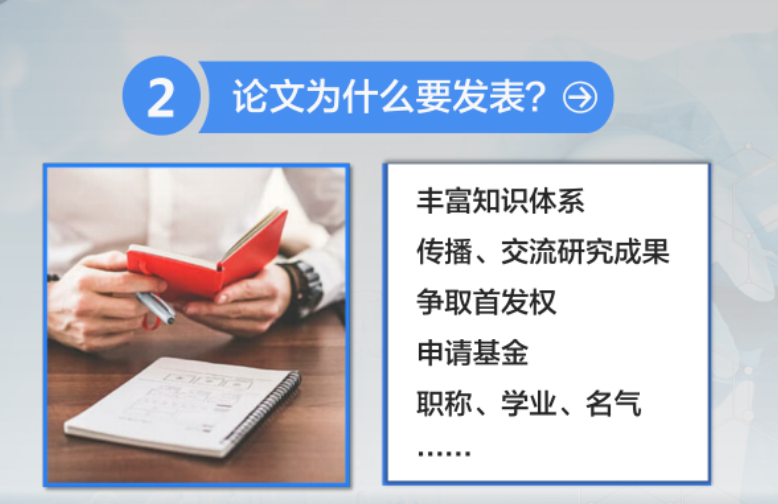 2
论文为什么要发表?
丰富知识体系
传播、交流研究成果
争取首发权
申请基金
职称、学业、名气
……